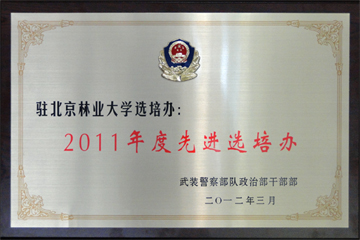 驻北京林业大学选培办:
2011年度先进选培办
武装警察部队政治部干部部
二〇一二年三月